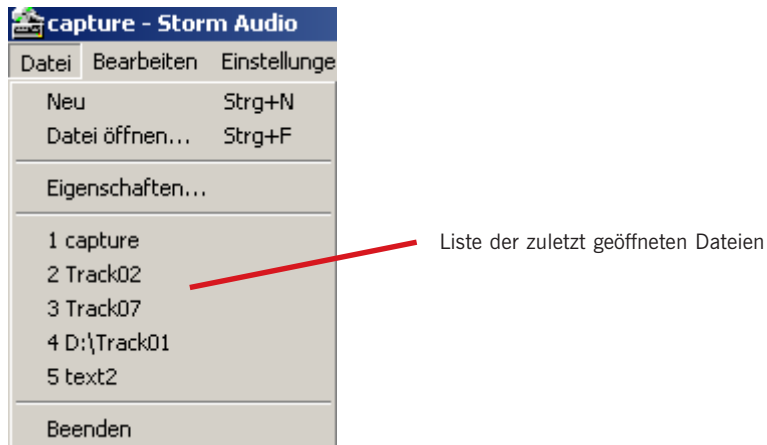 capture - Storm Audio
Datei Bearbeiten Einstellunge
Neu Strg+N
Datei öffnen... Strg+F
Eigenschaften...
1 capture
2 Track02
3 Track07
4 D:\Track01
5 text2
Beenden
Liste der zuletzt geöffneten Dateien